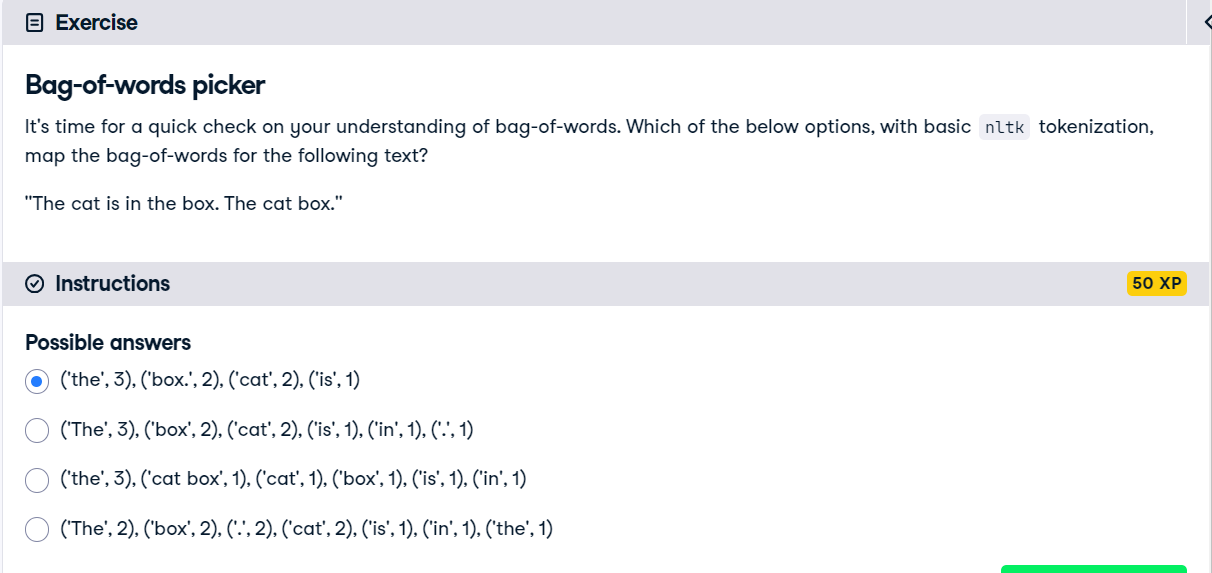 Exercise
Bag-of-words picker
It's time for a quick check on your understanding of bag-of-words. Which of the below options, with basic nltk tokenization,
map the bag-of-words for the following text?
"The cat is in the box. The cat box."
Instructions
50 XP
Possible answers
('the', 3), ('box.', 2), ('cat', 2), ('is', 1)
('The', 3), ('box', 2), ('cat', 2), ('is', 1), ('in', 1), ('.', 1)
('the', 3), ('cat box', 1), ('cat', 1), ('box', 1), ('is', 1), ('in', 1)
('The', 2), ('box', 2), ('.', 2), ('cat', 2), ('is', 1), ('in', 1), ('the', 1)